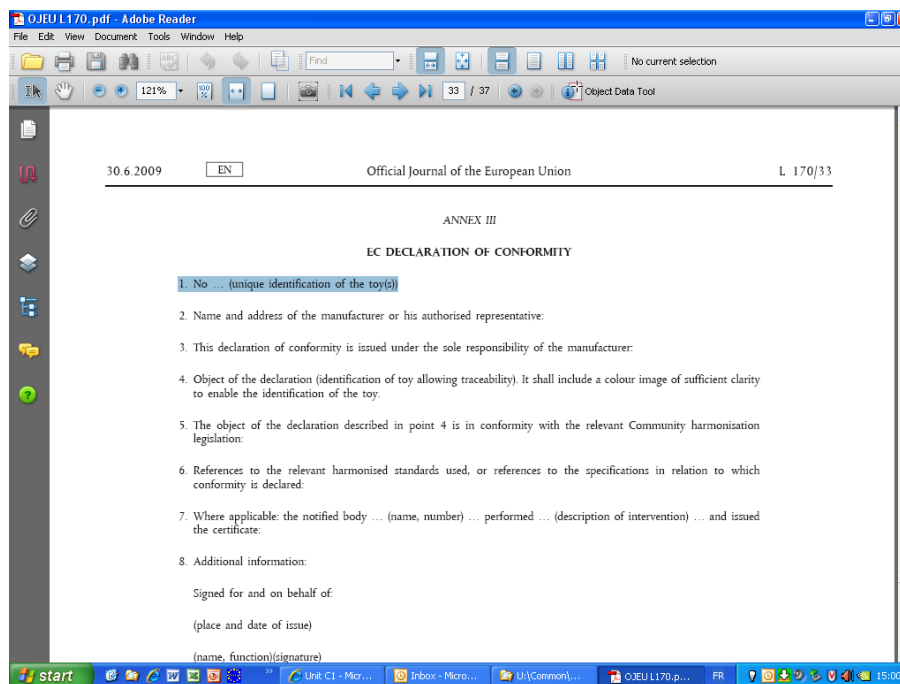 OJEU L170.pdf - Adobe Reader
File Edit View Document Tools Window Help
Find
No current selection
121%
33 / 37
Object Data Tool
30.6.2009 EN Official Journal of the European Union L 170/33
ANNEX III
EC DECLARATION OF CONFORMITY
1. No … (unique identification of the toy(s))
2. Name and address of the manufacturer or his authorised representative:
3. This declaration of conformity is issued under the sole responsibility of the manufacturer:
4. Object of the declaration (identification of toy allowing traceability). It shall include a colour image of sufficient clarity
to enable the identification of the toy.
5. The object of the declaration described in point 4 is in conformity with the relevant Community harmonisation
legislation:
6. References to the relevant harmonised standards used, or references to the specifications in relation to which
conformity is declared:
7. Where applicable: the notified body … (name, number) … performed … (description of intervention) … and issued
the certificate:
8. Additional information:
Signed for and on behalf of:
(place and date of issue)
(name, function)(signature)
start Unit C1 - Micr... Inbox - Micro... U:\Common\... OJEU L170.p... FR 15:00